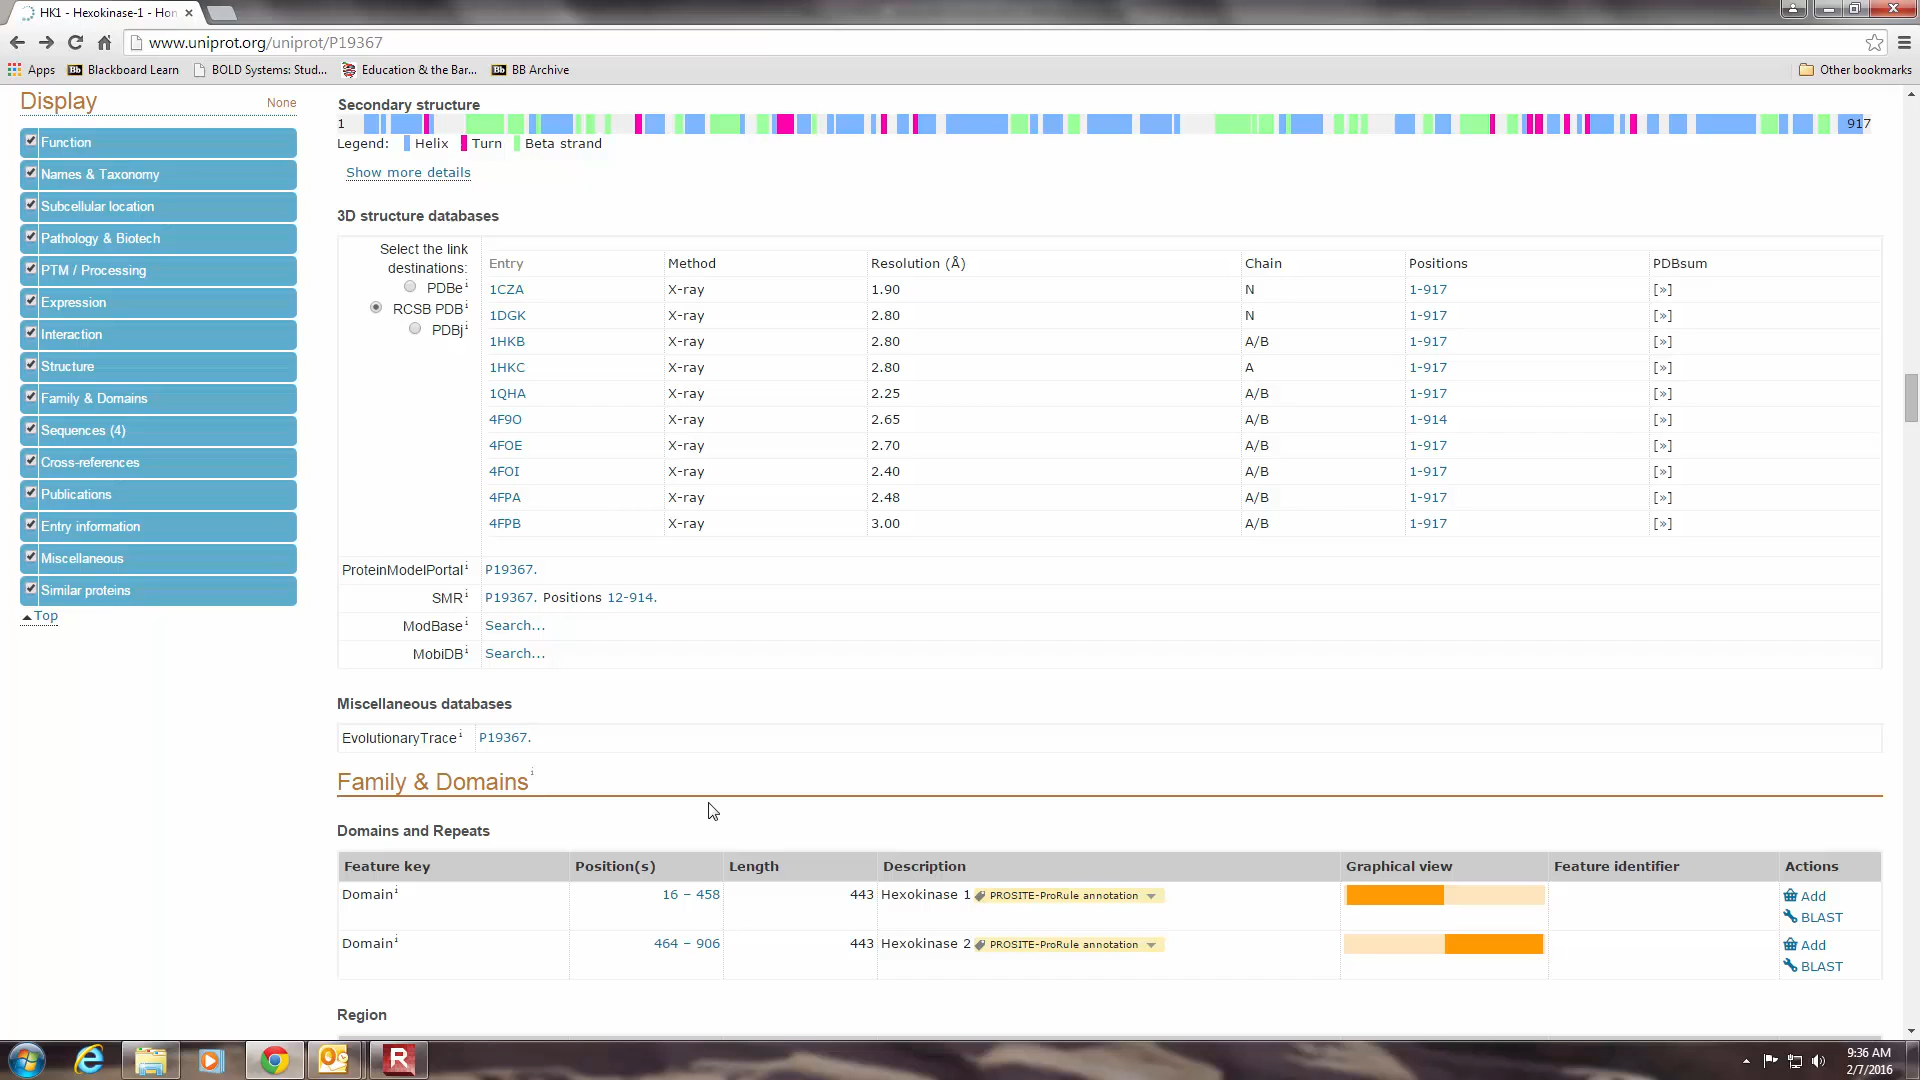 HK1 - Hexokinase-1 - Hon
www.uniprot.org/uniprot/P19367
Apps Blackboard Learn BOLD Systems: Stud... Education & the Bar... BB Archive Other bookmarks
Display None
Function
Names & Taxonomy
Subcellular location
Pathology & Biotech
PTM / Processing
Expression
Interaction
Structure
Family & Domains
Sequences (4)
Cross-references
Publications
Entry information
Miscellaneous
Similar proteins
Top
Secondary structure
1 917
Legend: Helix Turn Beta strand
Show more details
3D structure databases
Select the link destinations:
PDBe i
RCSB PDB i
PDBj i
Entry Method Resolution (Å) Chain Positions PDBsum
1CZA X-ray 1.90 N 1-917 [»]
1DGK X-ray 2.80 N 1-917 [»]
1HKB X-ray 2.80 A/B 1-917 [»]
1HKC X-ray 2.80 A 1-917 [»]
1QHA X-ray 2.25 A/B 1-917 [»]
4F9O X-ray 2.65 A/B 1-914 [»]
4FOE X-ray 2.70 A/B 1-917 [»]
4FOI X-ray 2.40 A/B 1-917 [»]
4FPA X-ray 2.48 A/B 1-917 [»]
4FPB X-ray 3.00 A/B 1-917 [»]
ProteinModelPortal i P19367.
SMR i P19367. Positions 12-914.
ModBase i Search...
MobiDB i Search...
Miscellaneous databases
EvolutionaryTrace i P19367.
Family & Domains i
Domains and Repeats
Feature key Position(s) Length Description Graphical view Feature identifier Actions
Domain i 16 – 458 443 Hexokinase 1 PROSITE-ProRule annotation Add
BLAST
Domain i 464 – 906 443 Hexokinase 2 PROSITE-ProRule annotation Add
BLAST
Region
9:36 AM
2/7/2016